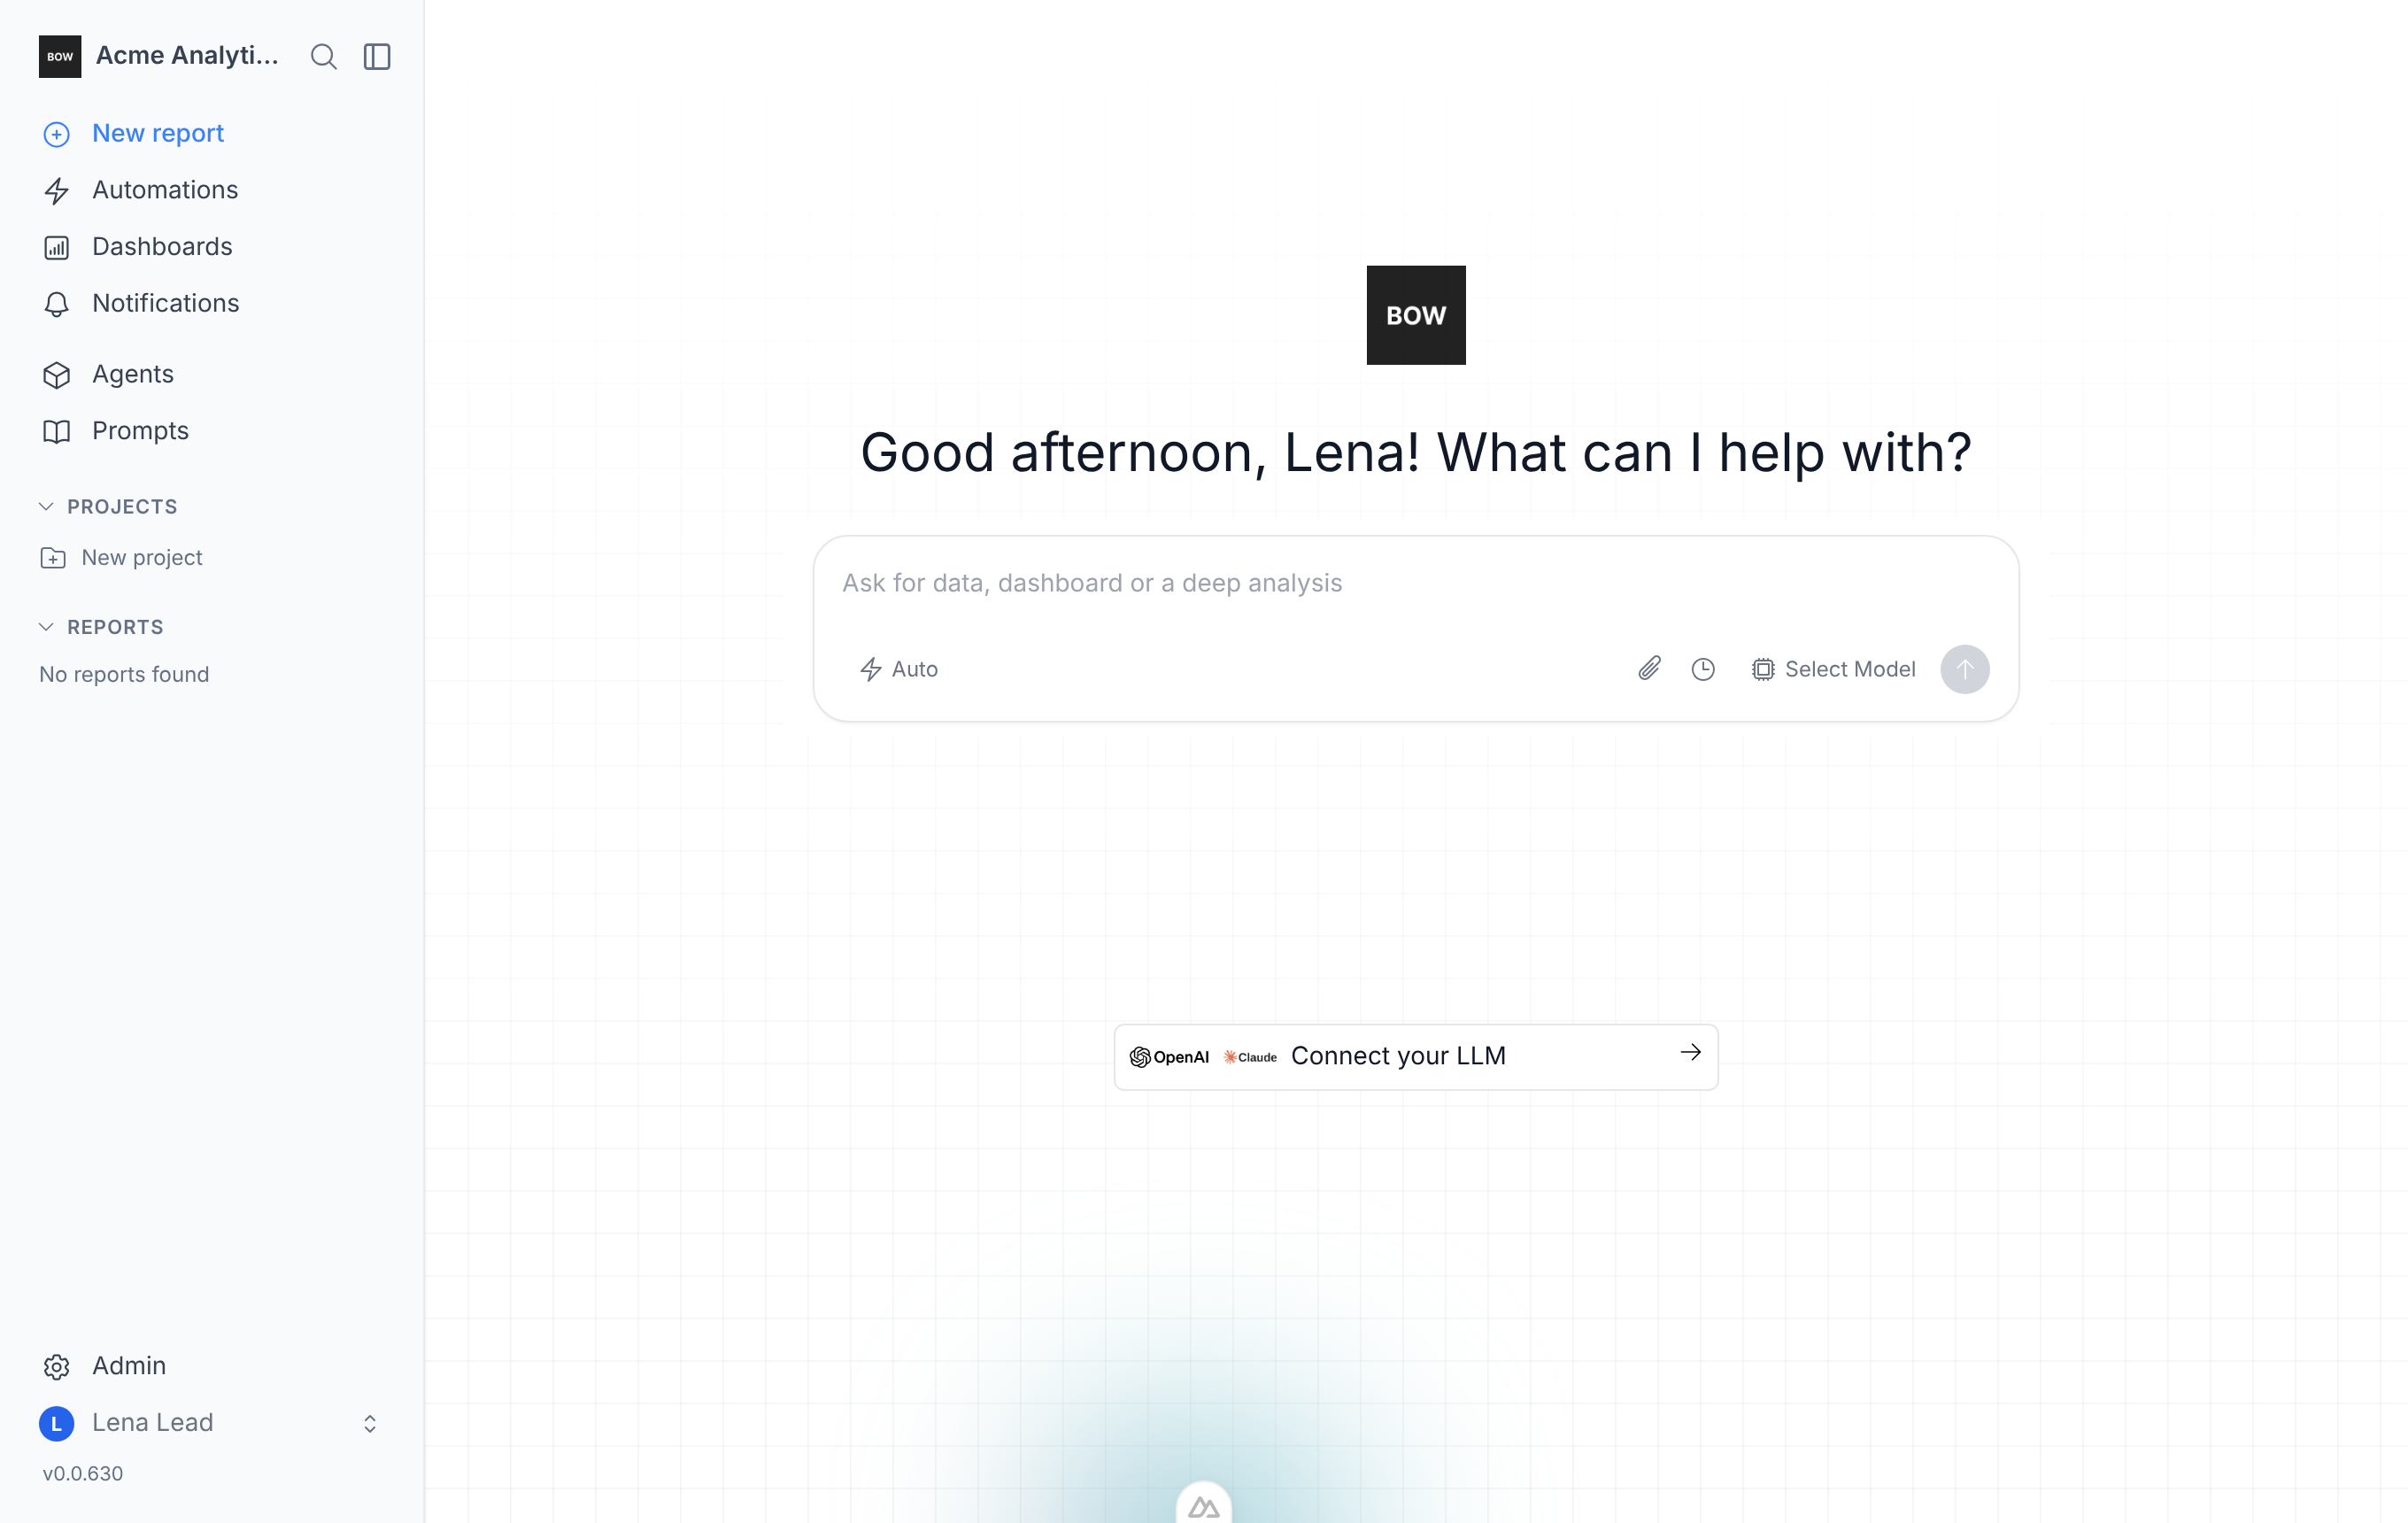 BOW
Acme Analyti...
New report
Automations
Dashboards
Notifications
Agents
Prompts
PROJECTS
New project
REPORTS
No reports found
Admin
L
Lena Lead
v0.0.630
BOW
Good afternoon, Lena! What can I help with?
Ask for data, dashboard or a deep analysis
Auto
Select Model
OpenAI Claude Connect your LLM